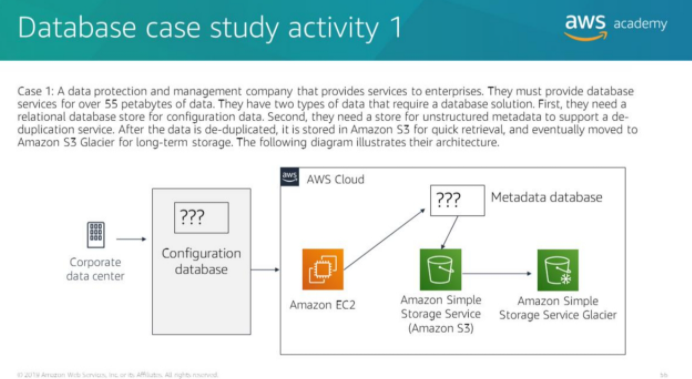 Database case study activity 1
aws academy
Case 1: A data protection and management company that provides services to enterprises. They must provide database
services for over 55 petabytes of data. They have two types of data that require a database solution. First, they need a
relational database store for configuration data. Second, they need a store for unstructured metadata to support a de-
duplication service. After the data is de-duplicated, it is stored in Amazon S3 for quick retrieval, and eventually moved to
Amazon S3 Glacier for long-term storage. The following diagram illustrates their architecture.
aws
AWS Cloud
???
Metadata database
???
Configuration
database
Corporate
data center
Amazon EC2
Amazon Simple
Storage Service
(Amazon S3)
Amazon Simple
Storage Service Glacier
© 2019 Amazon Web Services, Inc. or its Affiliates. All rights reserved.